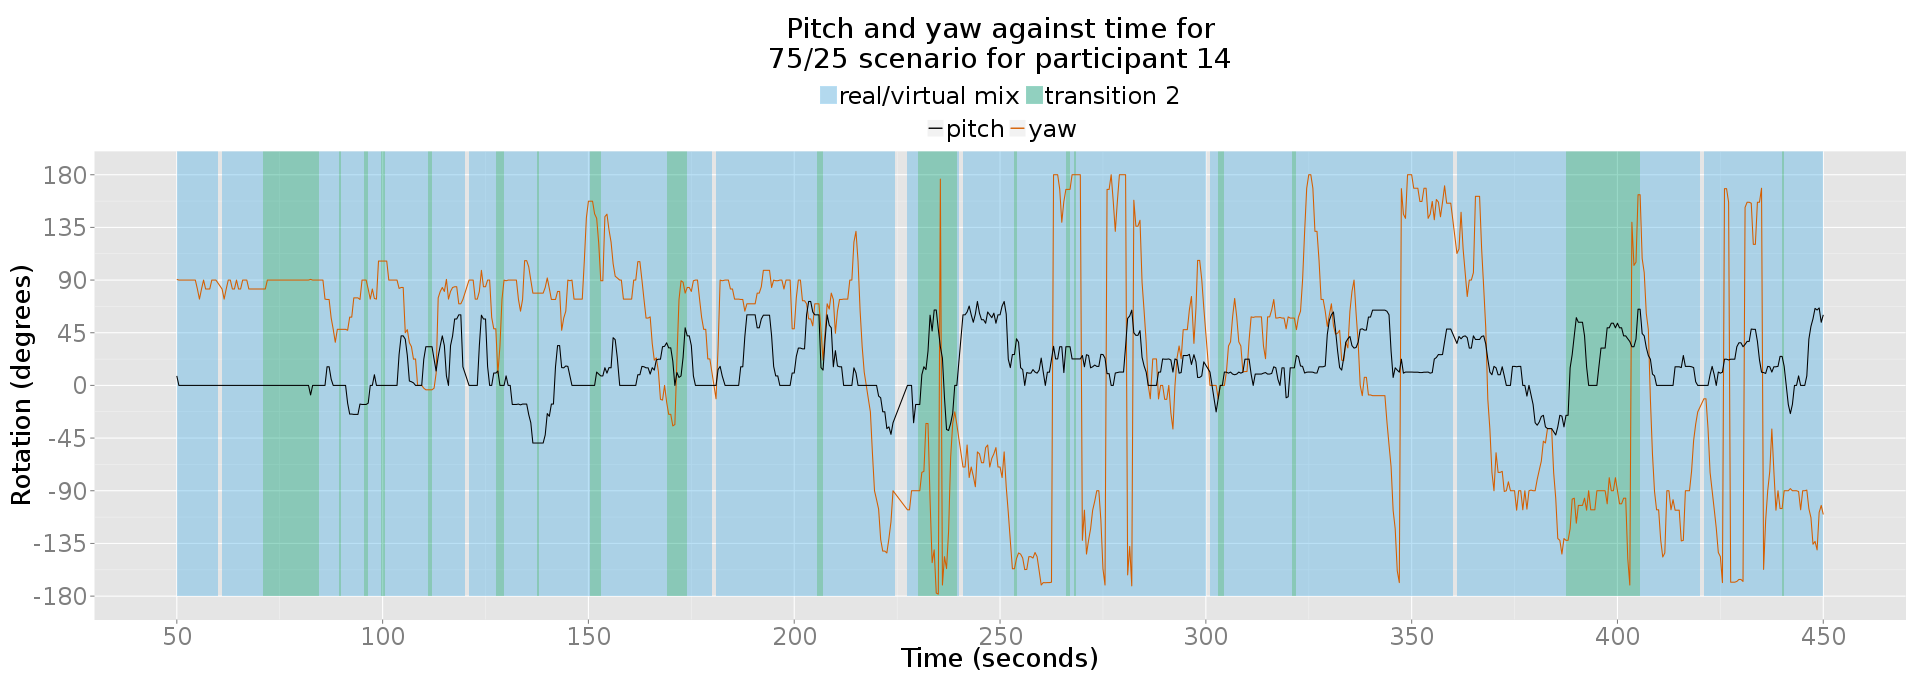 Pitch and yaw against time for
75/25 scenario for participant 14
real/virtual mix transition 2
pitch yaw
Rotation (degrees)
180
135
90
45
0
-45
-90
-135
-180
50 100 150 200 250 300 350 400 450
Time (seconds)